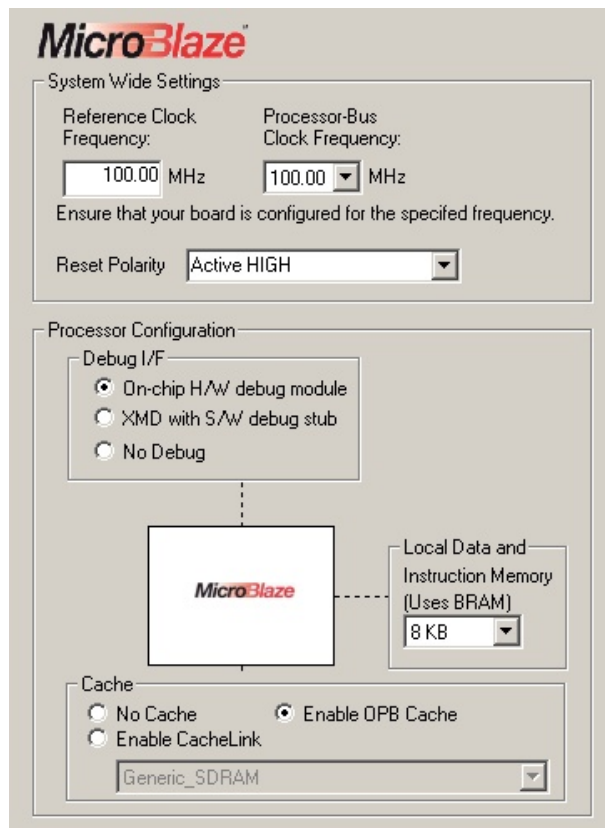 MicroBlaze
System Wide Settings
Reference Clock Frequency:
Processor-Bus Clock Frequency:
100.00 MHz
100.00 MHz
Ensure that your board is configured for the specifed frequency.
Reset Polarity Active HIGH
Processor Configuration
Debug I/F
On-chip H/W debug module
XMD with S/W debug stub
No Debug
MicroBlaze
Local Data and
Instruction Memory
(Uses BRAM)
8 KB
Cache
No Cache Enable OPB Cache
Enable CacheLink
Generic_SDRAM